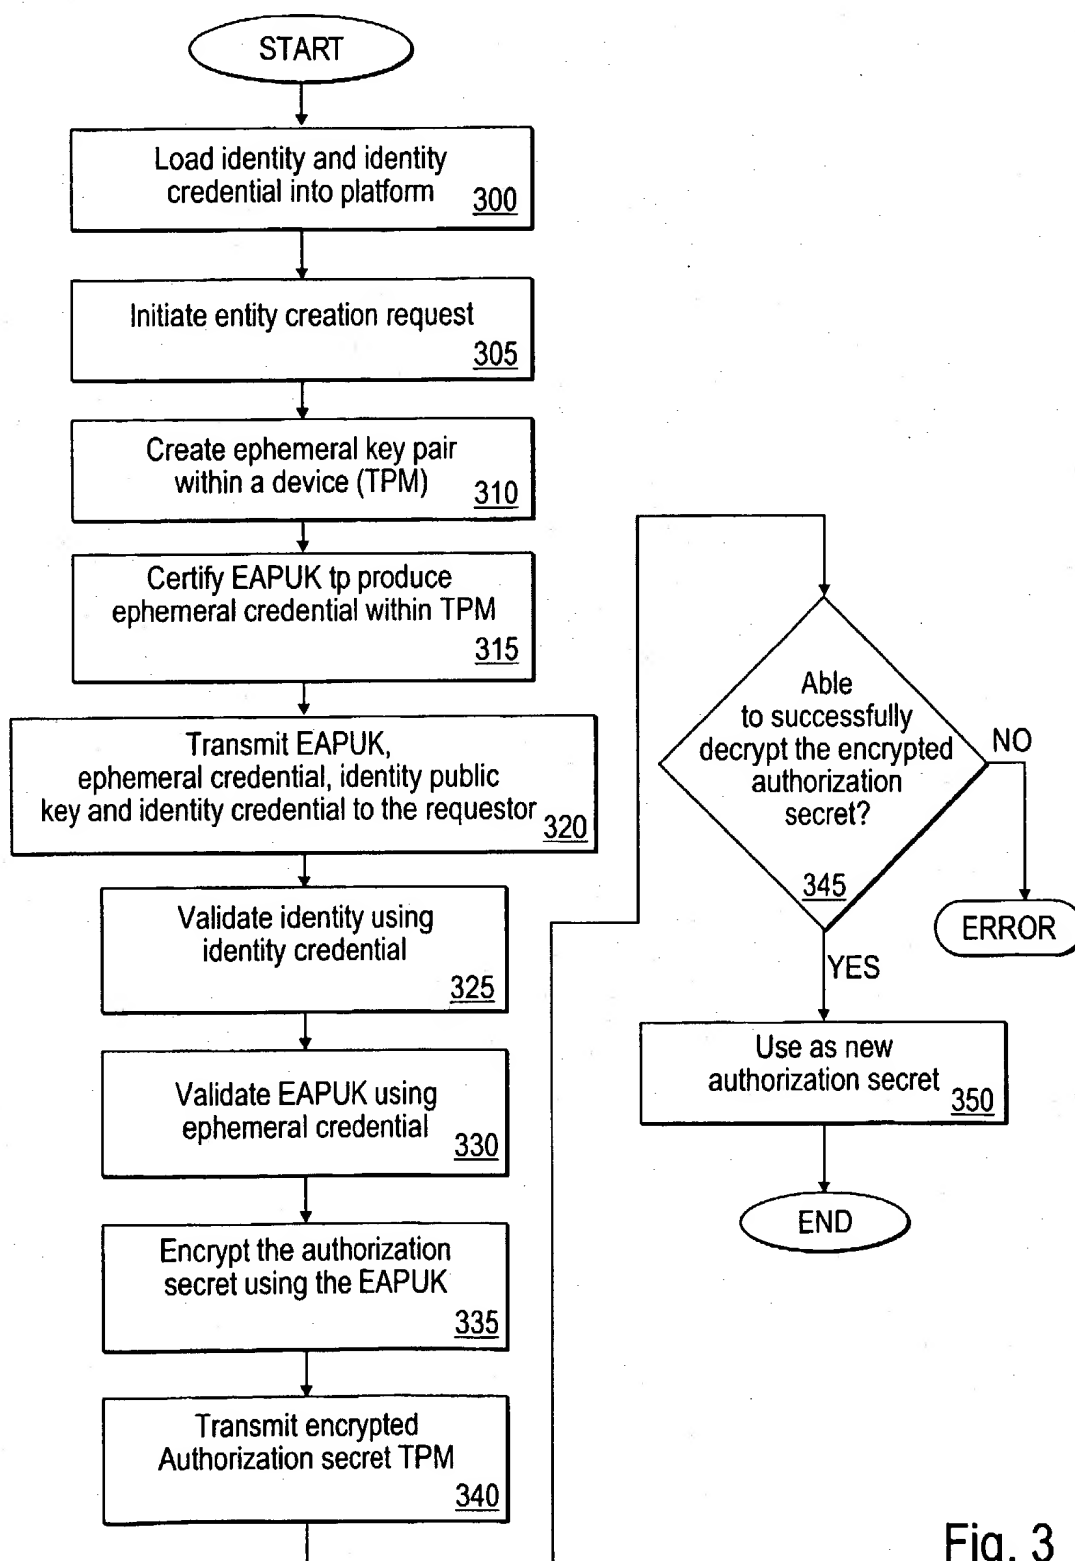 START
Load identity and identity
credential into platform
300
Initiate entity creation request
305
Create ephemeral key pair
within a device (TPM)
310
Certify EAPUK tp produce
ephemeral credential within TPM
315
Transmit EAPUK,
ephemeral credential, identity public
key and identity credential to the requestor
320
Validate identity using
identity credential
325
Validate EAPUK using
ephemeral credential
330
Encrypt the authorization
secret using the EAPUK
335
Transmit encrypted
Authorization secret TPM
340
Able
to successfully
decrypt the encrypted
authorization
secret?
345
NO
ERROR
YES
Use as new
authorization secret
350
END
Fig. 3